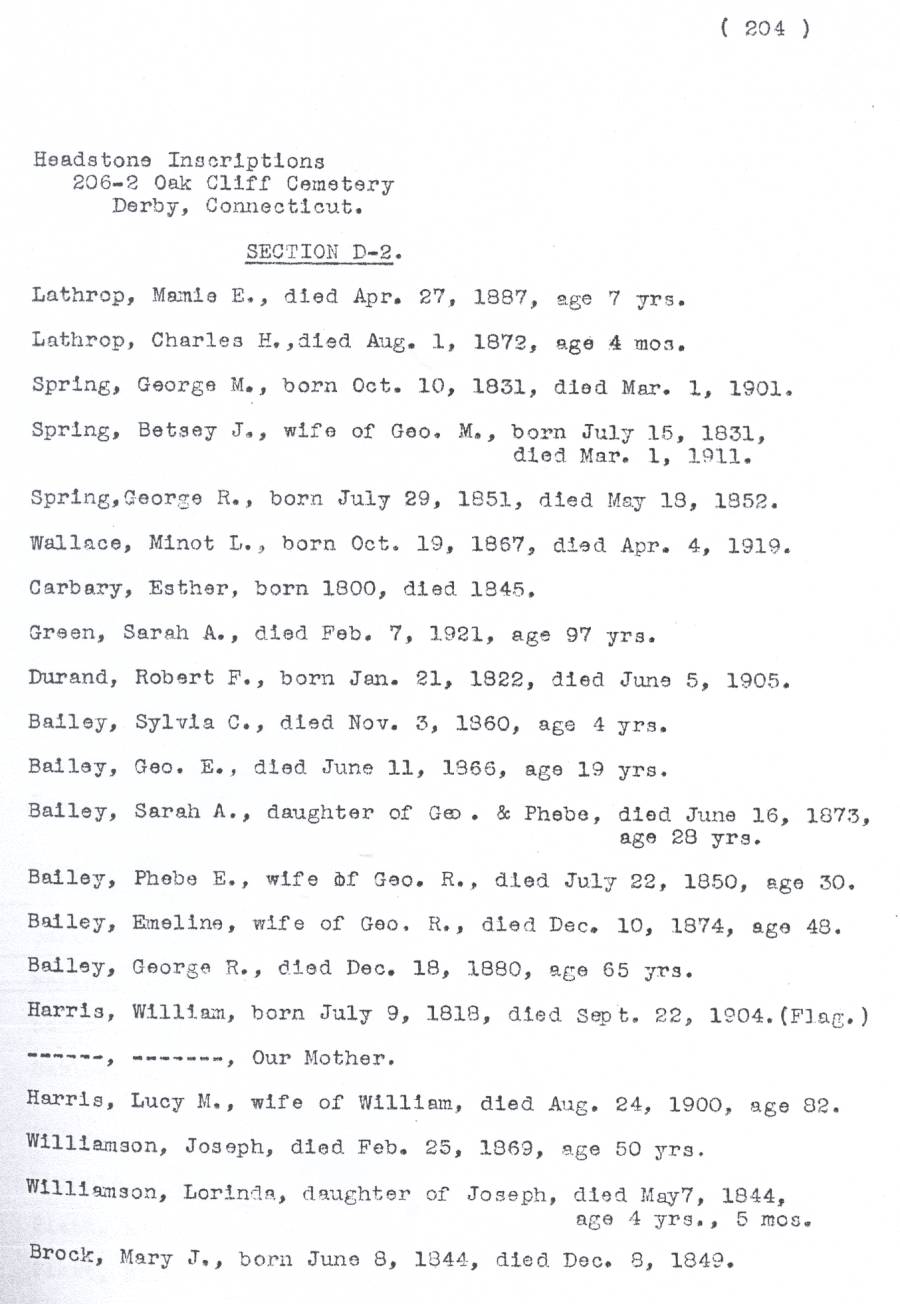 ( 204 )
Headstone Inscriptions
206-2 Oak Cliff Cemetery
Derby, Connecticut.
SECTION D-2.
Lathrop, Mamie E., died Apr. 27, 1887, age 7 yrs.
Lathrop, Charles H.,died Aug. 1, 1872, age 4 mos.
Spring, George M., born Oct. 10, 1831, died Mar. 1, 1901.
Spring, Betsey J., wife of Geo. M., born July 15, 1831,
died Mar. 1, 1911.
Spring,George R., born July 29, 1851, died May 18, 1852.
Wallace, Minot L., born Oct. 19, 1867, died Apr. 4, 1919.
Carbary, Esther, born 1800, died 1845.
Green, Sarah A., died Feb. 7, 1921, age 97 yrs.
Durand, Robert F., born Jan. 21, 1822, died June 5, 1905.
Bailey, Sylvia C., died Nov. 3, 1860, age 4 yrs.
Bailey, Geo. E., died June 11, 1866, age 19 yrs.
Bailey, Sarah A., daughter of Geo . & Phebe, died June 16, 1873,
age 28 yrs.
Bailey, Phebe E., wife of Geo. R., died July 22, 1850, age 30.
Bailey, Emeline, wife of Geo. R., died Dec. 10, 1874, age 48.
Bailey, George R., died Dec. 18, 1880, age 65 yrs.
Harris, William, born July 9, 1818, died Sept. 22, 1904.(Flag.)
------, -------, Our Mother.
Harris, Lucy M., wife of William, died Aug. 24, 1900, age 82.
Williamson, Joseph, died Feb. 25, 1869, age 50 yrs.
Williamson, Lorinda, daughter of Joseph, died May7, 1844,
age 4 yrs., 5 mos.
Brock, Mary J., born June 8, 1844, died Dec. 8, 1849.